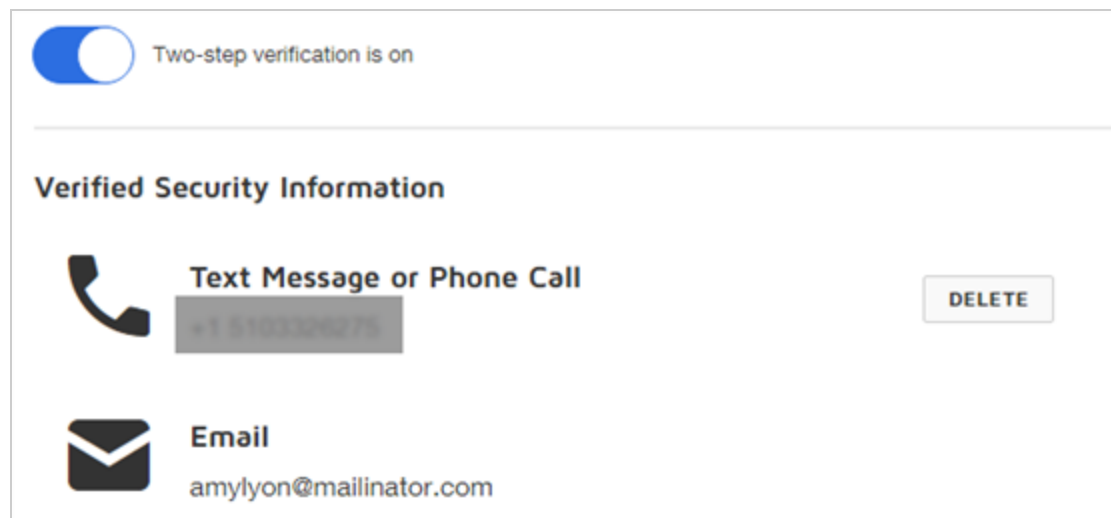 Two-step verification is on
Verified Security Information
Text Message or Phone Call
DELETE
Email
amylyon@mailinator.com